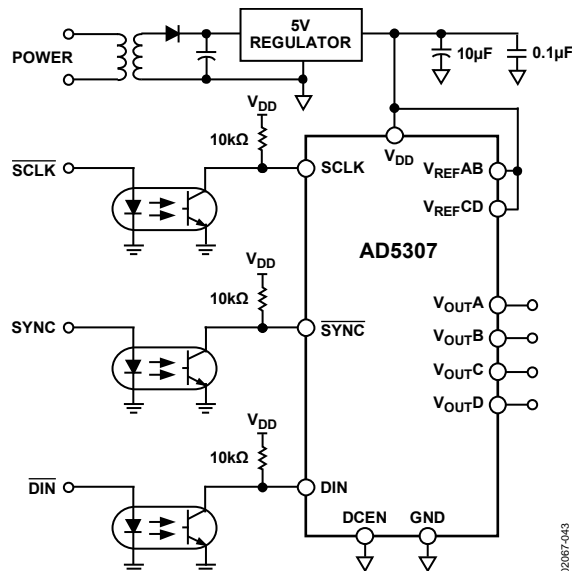 POWER
5V
REGULATOR
10µF
0.1µF
VDD
10kΩ
SCLK
SCLK
VDD
VREFAB
VREFCD
AD5307
VDD
10kΩ
SYNC
SYNC
VOUTA
VOUTB
VOUTC
VOUTD
VDD
10kΩ
DIN
DIN
DCEN
GND
02067-043